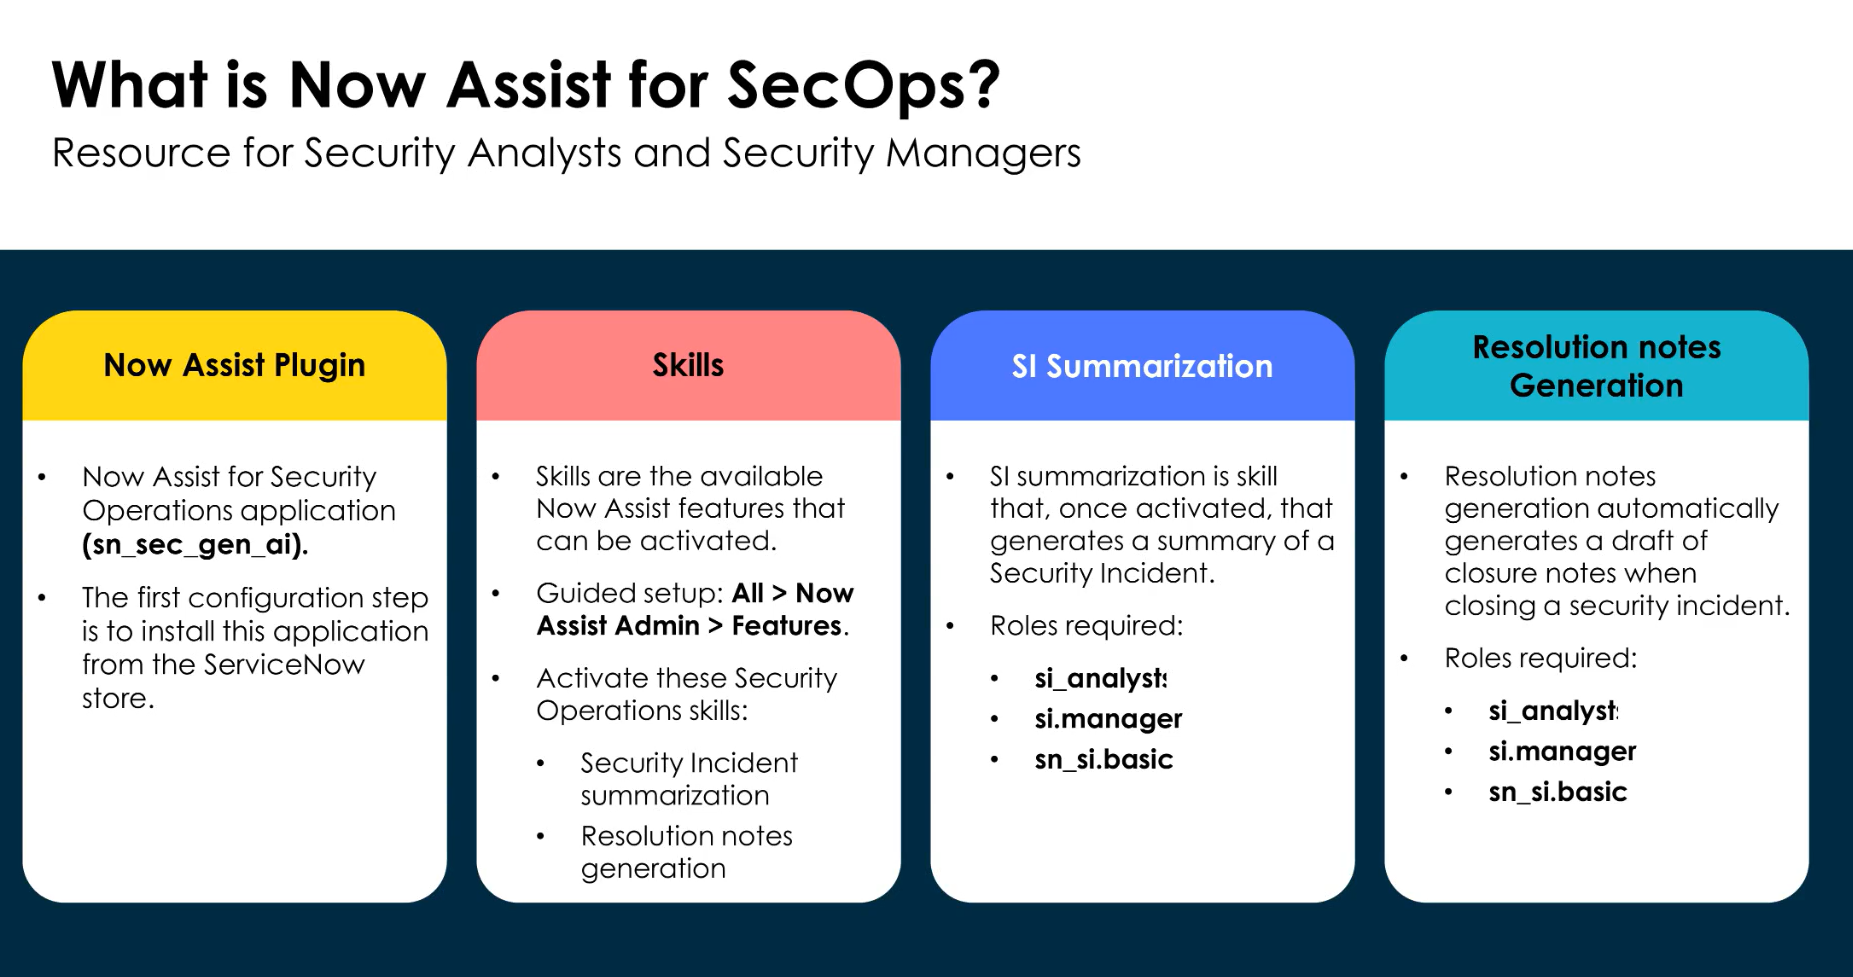 What is Now Assist for SecOps?
Resource for Security Analysts and Security Managers
Now Assist Plugin
• Now Assist for Security
Operations application
(sn_sec_gen_ai).
• The first configuration step
is to install this application
from the ServiceNow
store.
Skills
• Skills are the available
Now Assist features that
can be activated.
• Guided setup: All > Now
Assist Admin > Features.
• Activate these Security
Operations skills:
• Security Incident
summarization
• Resolution notes
generation
SI Summarization
• SI summarization is skill
that, once activated, that
generates a summary of a
Security Incident.
• Roles required:
• si_analysts
• si.manager
• sn_si.basic
Resolution notes
Generation
• Resolution notes
generation automatically
generates a draft of
closure notes when
closing a security incident.
• Roles required:
• si_analyst
• si.manager
• sn_si.basic